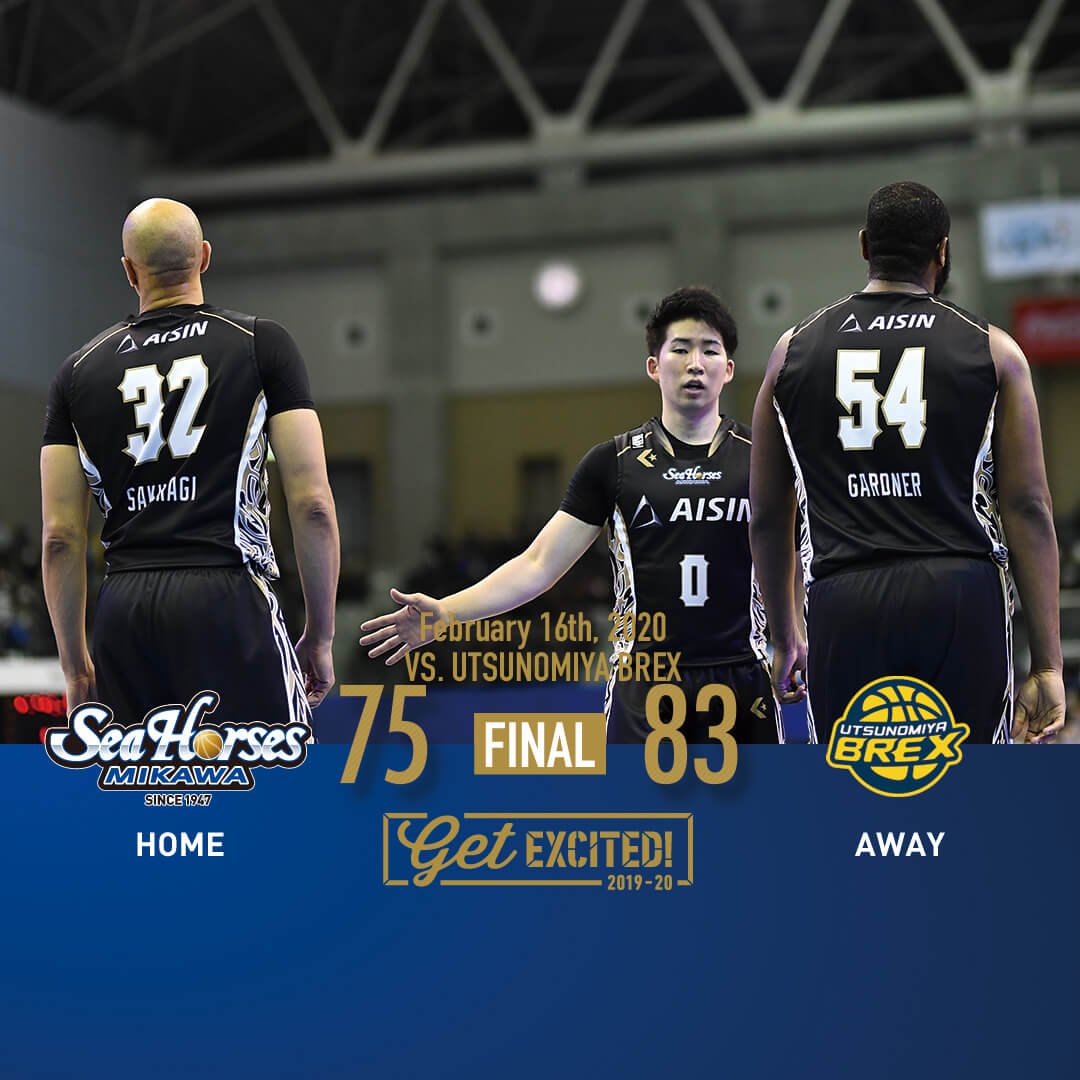 AISIN
32
SAKURAGI
AISIN
54
GARDNER
SeaHorses
MIKAWA
AISIN
0
February 16th, 2020
VS. UTSUNOMIYA BREX
SeaHorses
MIKAWA
SINCE 1947
75
FINAL
83
UTSUNOMIYA
BREX
HOME
AWAY
Get EXCITED!
2019-20